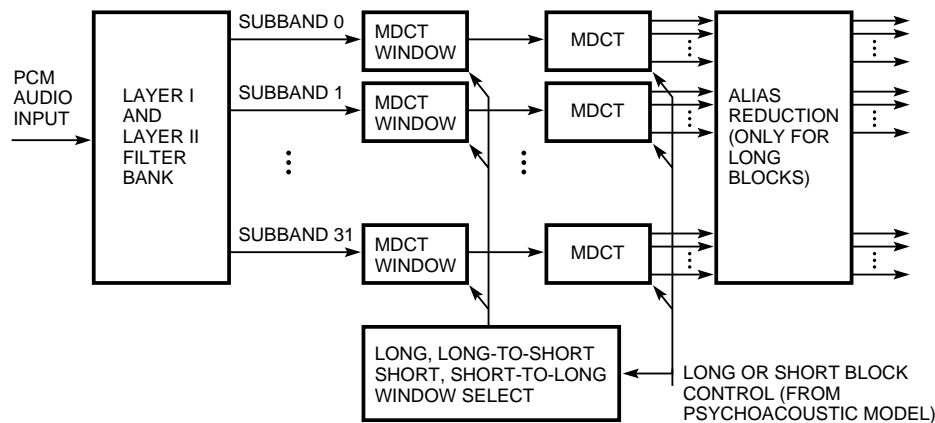 SUBBAND 0
MDCT
WINDOW
MDCT
PCM
AUDIO
INPUT
LAYER I
AND
LAYER II
FILTER
BANK
SUBBAND 1
MDCT
WINDOW
MDCT
ALIAS
REDUCTION
(ONLY FOR
LONG
BLOCKS)
SUBBAND 31
MDCT
WINDOW
MDCT
LONG, LONG-TO-SHORT
SHORT, SHORT-TO-LONG
WINDOW SELECT
LONG OR SHORT BLOCK
CONTROL (FROM
PSYCHOACOUSTIC MODEL)